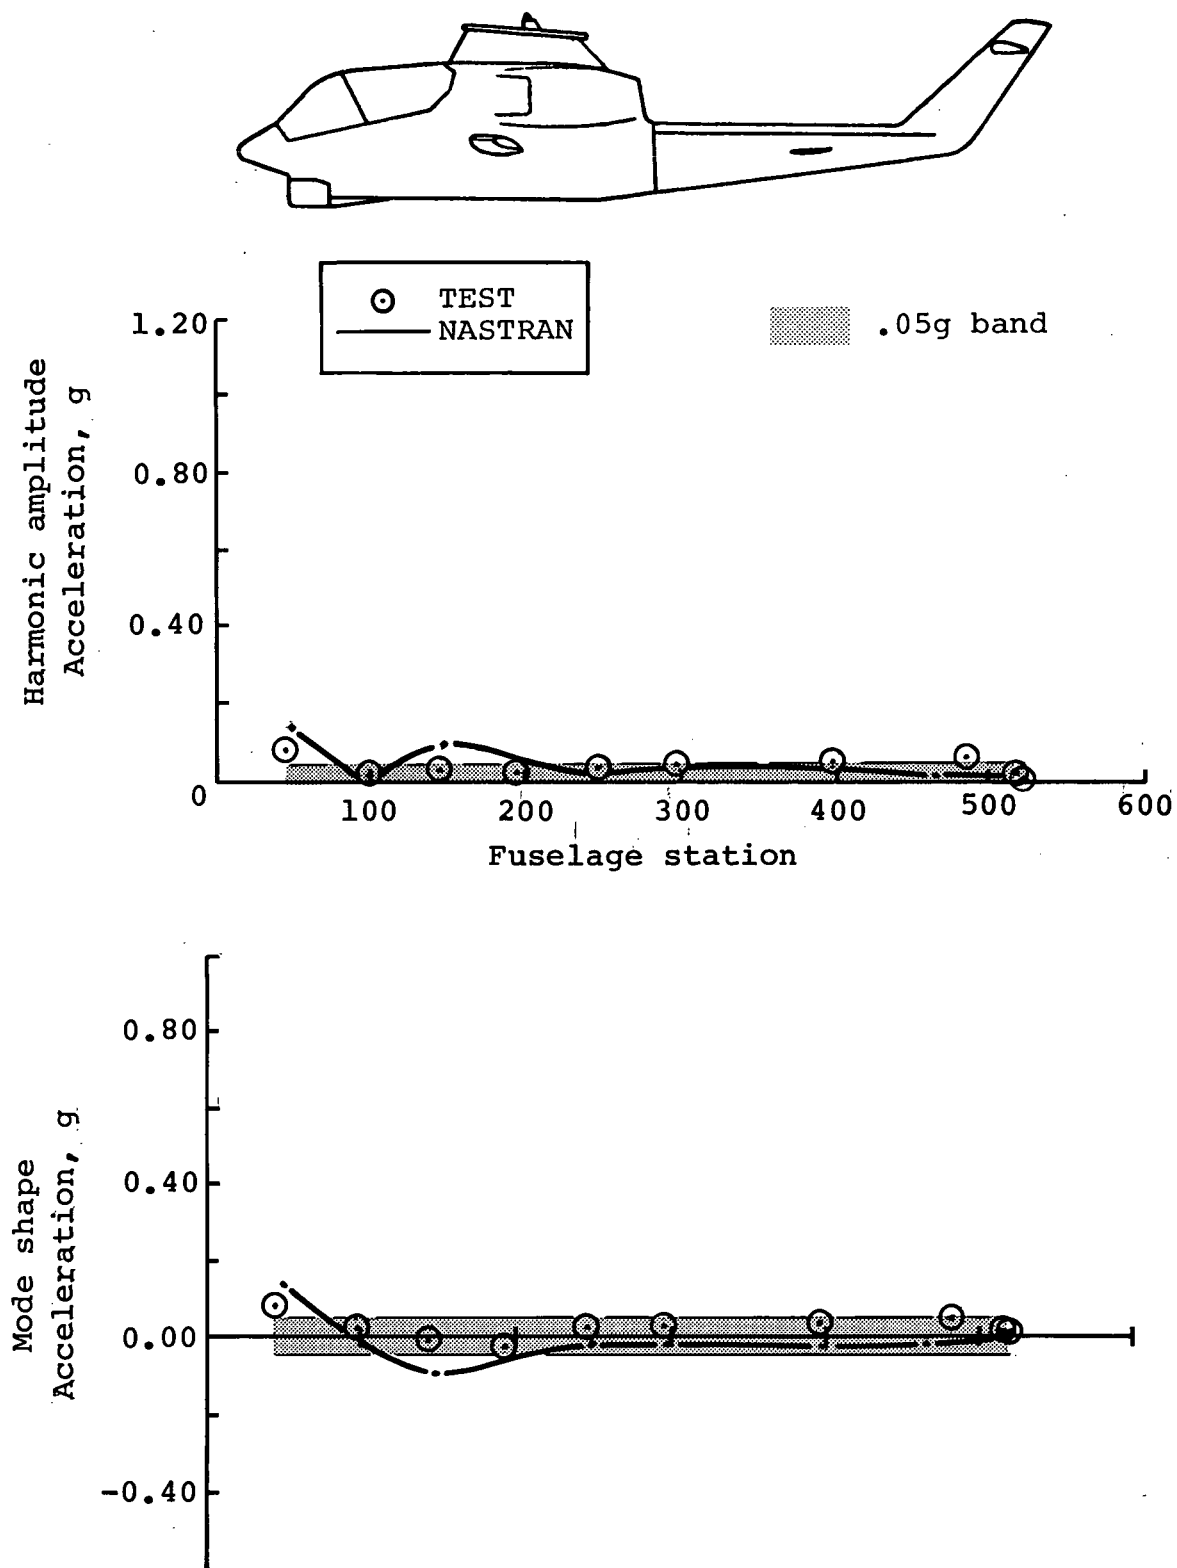 TEST
NASTRAN
.05g band
Harmonic amplitude
Acceleration, g
1.20
0.80
0.40
0
100
200
300
400
500
600
Fuselage station
Mode shape
Acceleration, g
0.80
0.40
0.00
-0.40